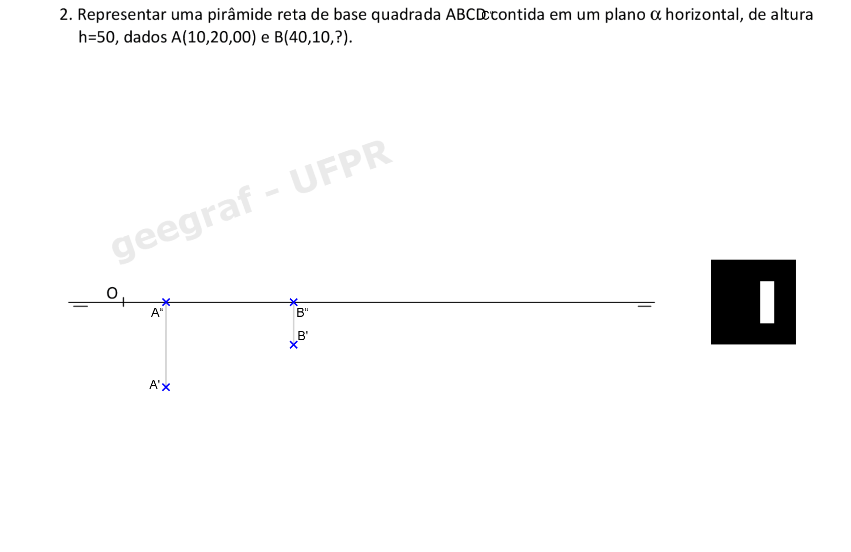 2. Representar uma pirâmide reta de base quadrada ABCD contida em um plano α horizontal, de altura
h=50, dados A(10,20,00) e B(40,10,?).
geegraf - UFPR
O
A" B"
B'
A'